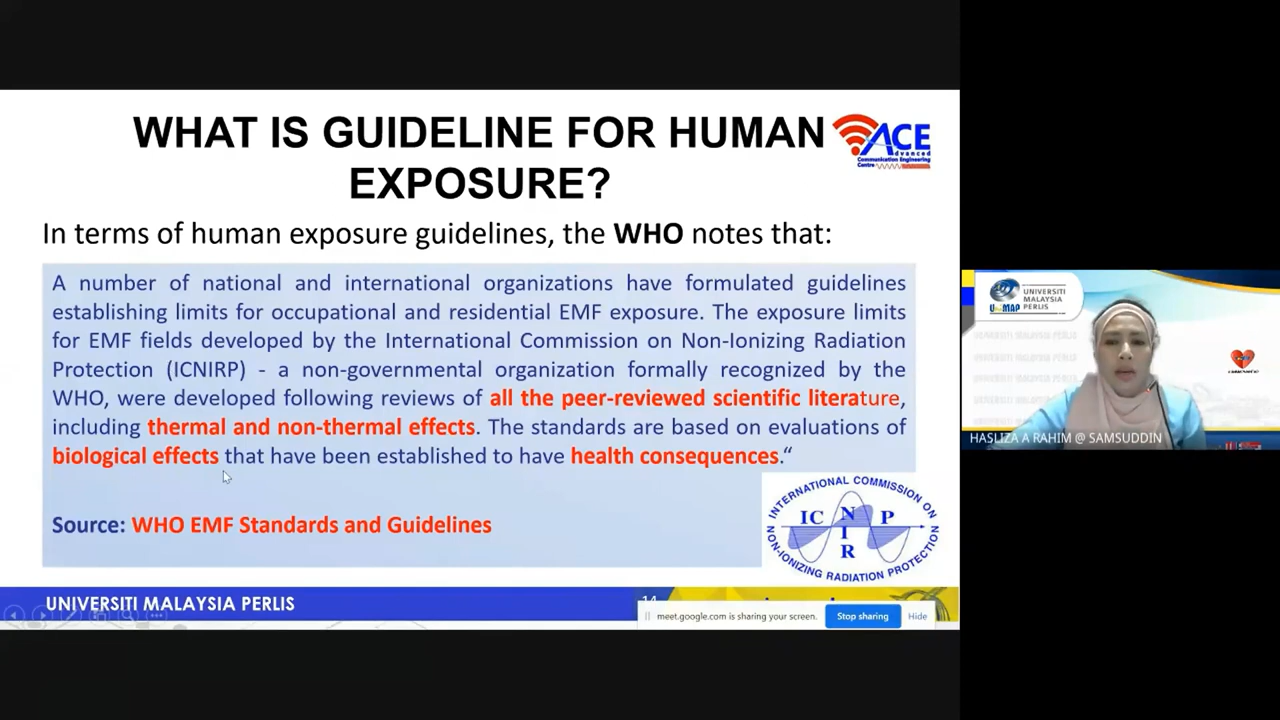 WHAT IS GUIDELINE FOR HUMAN
EXPOSURE?
ACE
dvanced
Communication Engineering
Centre
In terms of human exposure guidelines, the WHO notes that:
A number of national and international organizations have formulated guidelines
establishing limits for occupational and residential EMF exposure. The exposure limits
for EMF fields developed by the International Commission on Non-Ionizing Radiation
Protection (ICNIRP) - a non-governmental organization formally recognized by the
WHO, were developed following reviews of all the peer-reviewed scientific literature,
including thermal and non-thermal effects. The standards are based on evaluations of
biological effects that have been established to have health consequences.“
Source: WHO EMF Standards and Guidelines
INTERNATIONAL COMMISSION ON
IC N P
I
R
NON-IONIZING RADIATION PROTECTION
UNIVERSITI MALAYSIA PERLIS
14
meet.google.com is sharing your screen.
Stop sharing
Hide
UniMAP
UNIVERSITI
MALAYSIA
PERLIS
HASLIZA A RAHIM @ SAMSUDDIN